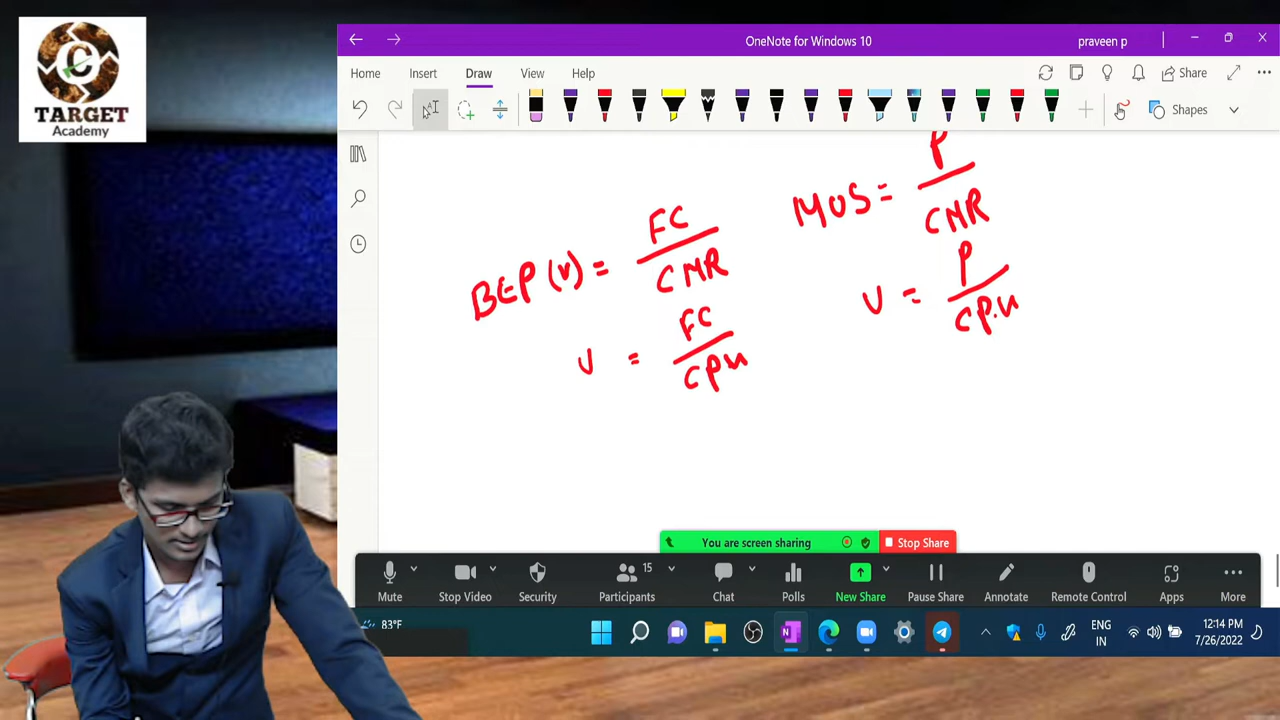 TARGET
Academy
OneNote for Windows 10
praveen p
Home Insert Draw View Help
Share
Shapes
BEP (v) = FC / CMR
v = FC / CPU
MOS = P / CMR
v = P / CP.U
You are screen sharing
Stop Share
15
Mute Stop Video Security Participants Chat Polls New Share Pause Share Annotate Remote Control Apps More
83°F
ENG
IN
12:14 PM
7/26/2022